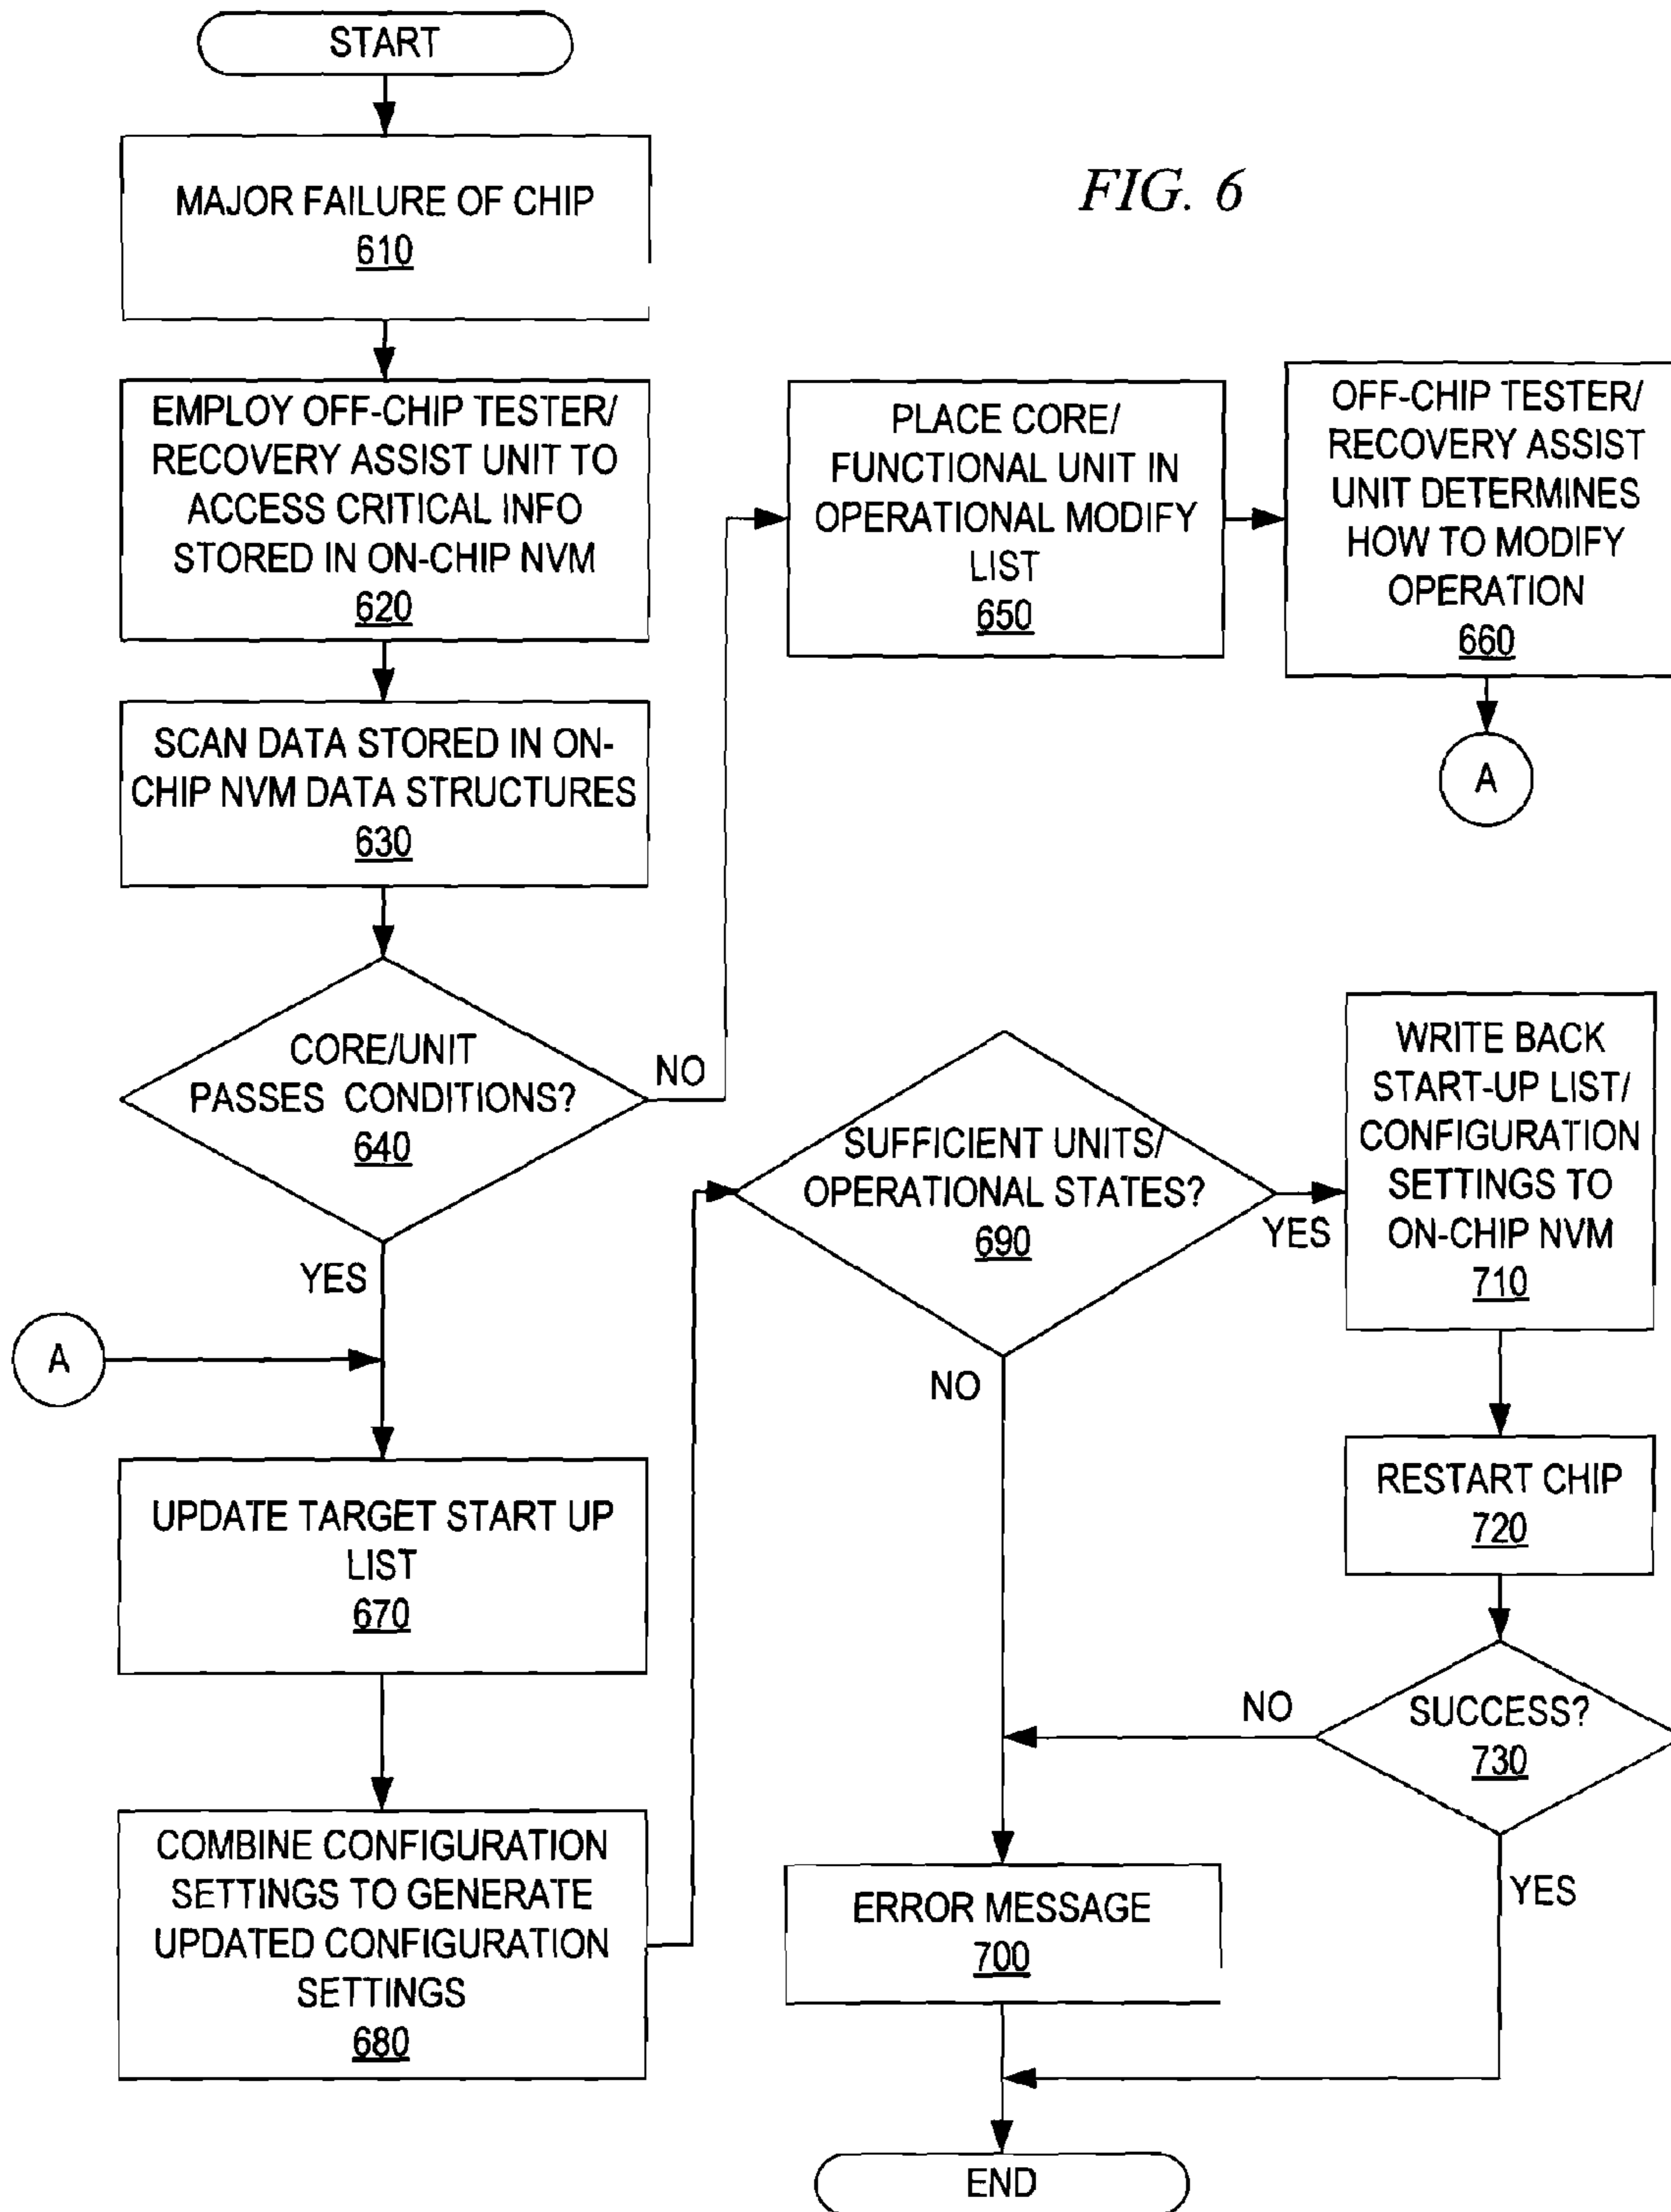 START
MAJOR FAILURE OF CHIP
610
FIG. 6
EMPLOY OFF-CHIP TESTER/
RECOVERY ASSIST UNIT TO
ACCESS CRITICAL INFO
STORED IN ON-CHIP NVM
620
PLACE CORE/
FUNCTIONAL UNIT IN
OPERATIONAL MODIFY
LIST
650
OFF-CHIP TESTER/
RECOVERY ASSIST
UNIT DETERMINES
HOW TO MODIFY
OPERATION
660
A
SCAN DATA STORED IN ON-
CHIP NVM DATA STRUCTURES
630
CORE/UNIT
PASSES CONDITIONS?
640
NO
YES
A
UPDATE TARGET START UP
LIST
670
COMBINE CONFIGURATION
SETTINGS TO GENERATE
UPDATED CONFIGURATION
SETTINGS
680
SUFFICIENT UNITS/
OPERATIONAL STATES?
690
YES
NO
WRITE BACK
START-UP LIST/
CONFIGURATION
SETTINGS TO
ON-CHIP NVM
710
RESTART CHIP
720
SUCCESS?
730
NO
YES
ERROR MESSAGE
700
END